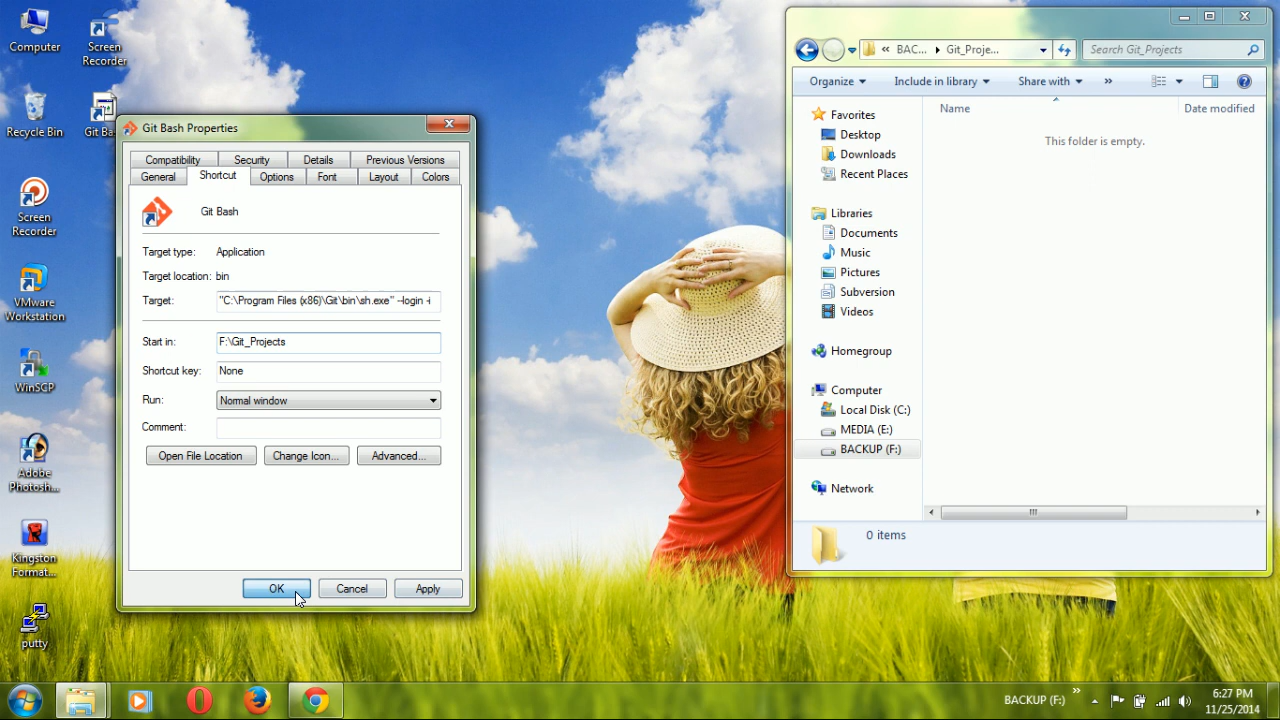 Computer
Screen
Recorder
Recycle Bin
Git Ba
Screen
Recorder
VMware
Workstation
WinSCP
Adobe
Photosh...
Kingston
Format...
putty
Git Bash Properties
Compatibility
Security
Details
Previous Versions
General
Shortcut
Options
Font
Layout
Colors
Git Bash
Target type:
Application
Target location:
bin
Target:
"C:\Program Files (x86)\Git\bin\sh.exe" --login -i
Start in:
F:\Git_Projects
Shortcut key:
None
Run:
Normal window
Comment:
Open File Location
Change Icon...
Advanced...
OK
Cancel
Apply
« BAC... ▸ Git_Proje...
Search Git_Projects
Organize
Include in library
Share with
»
Name
Date modified
This folder is empty.
Favorites
Desktop
Downloads
Recent Places
Libraries
Documents
Music
Pictures
Subversion
Videos
Homegroup
Computer
Local Disk (C:)
MEDIA (E:)
BACKUP (F:)
Network
0 items
BACKUP (F:)
»
6:27 PM
11/25/2014